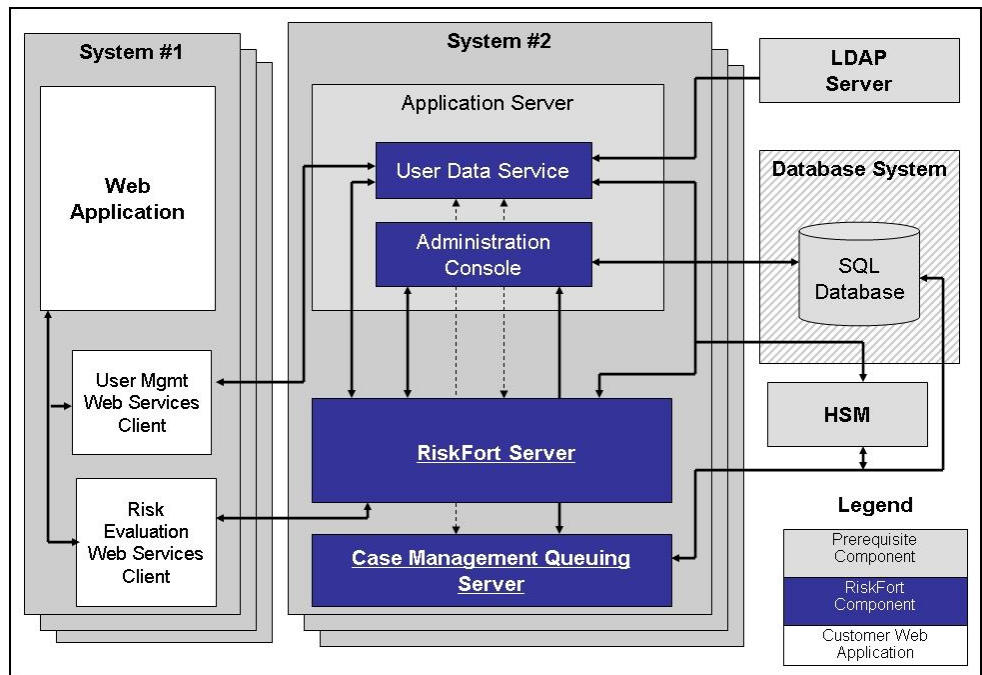 System #1
Web
Application
User Mgmt
Web Services
Client
Risk
Evaluation
Web Services
Client
System #2
Application Server
User Data Service
Administration
Console
RiskFort Server
Case Management Queuing
Server
LDAP
Server
Database System
SQL
Database
HSM
Legend
Prerequisite
Component
RiskFort
Component
Customer Web
Application